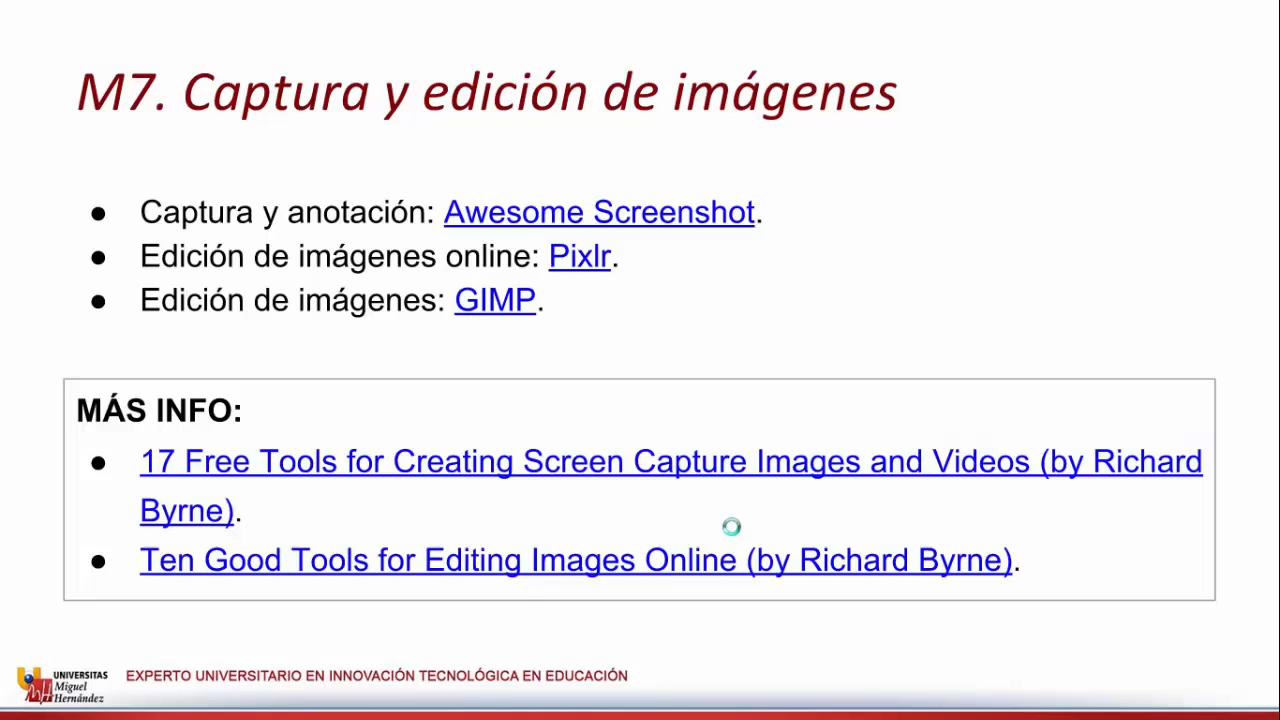 M7. Captura y edición de imágenes
● Captura y anotación: Awesome Screenshot.
● Edición de imágenes online: Pixlr.
● Edición de imágenes: GIMP.
MÁS INFO:
● 17 Free Tools for Creating Screen Capture Images and Videos (by Richard
Byrne).
● Ten Good Tools for Editing Images Online (by Richard Byrne).
UNIVERSITAS
Miguel
Hernández
EXPERTO UNIVERSITARIO EN INNOVACIÓN TECNOLÓGICA EN EDUCACIÓN